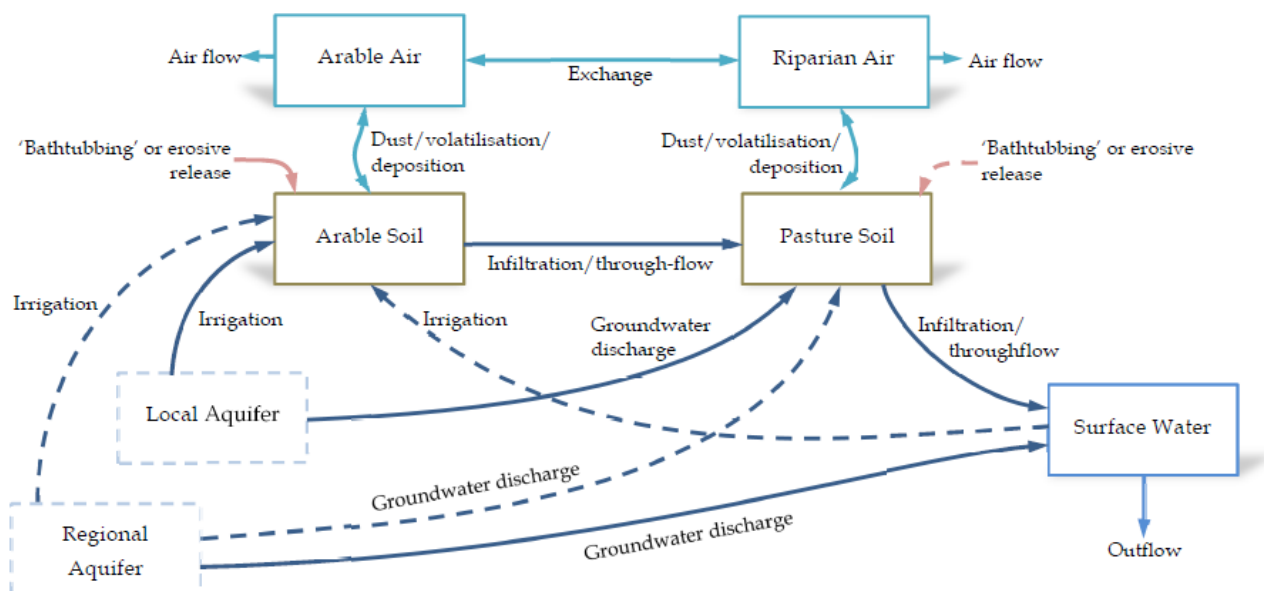 Arable Air
Riparian Air
Air flow
Exchange
Air flow
Dust/volatilisation/
deposition
Dust/volatilisation/
deposition
‘Bathtubbing’ or erosive
release
‘Bathtubbing’ or erosive
release
Arable Soil
Pasture Soil
Infiltration/through-flow
Irrigation
Irrigation
Irrigation
Groundwater
discharge
Infiltration/
throughflow
Local Aquifer
Surface Water
Groundwater discharge
Groundwater discharge
Regional
Aquifer
Outflow